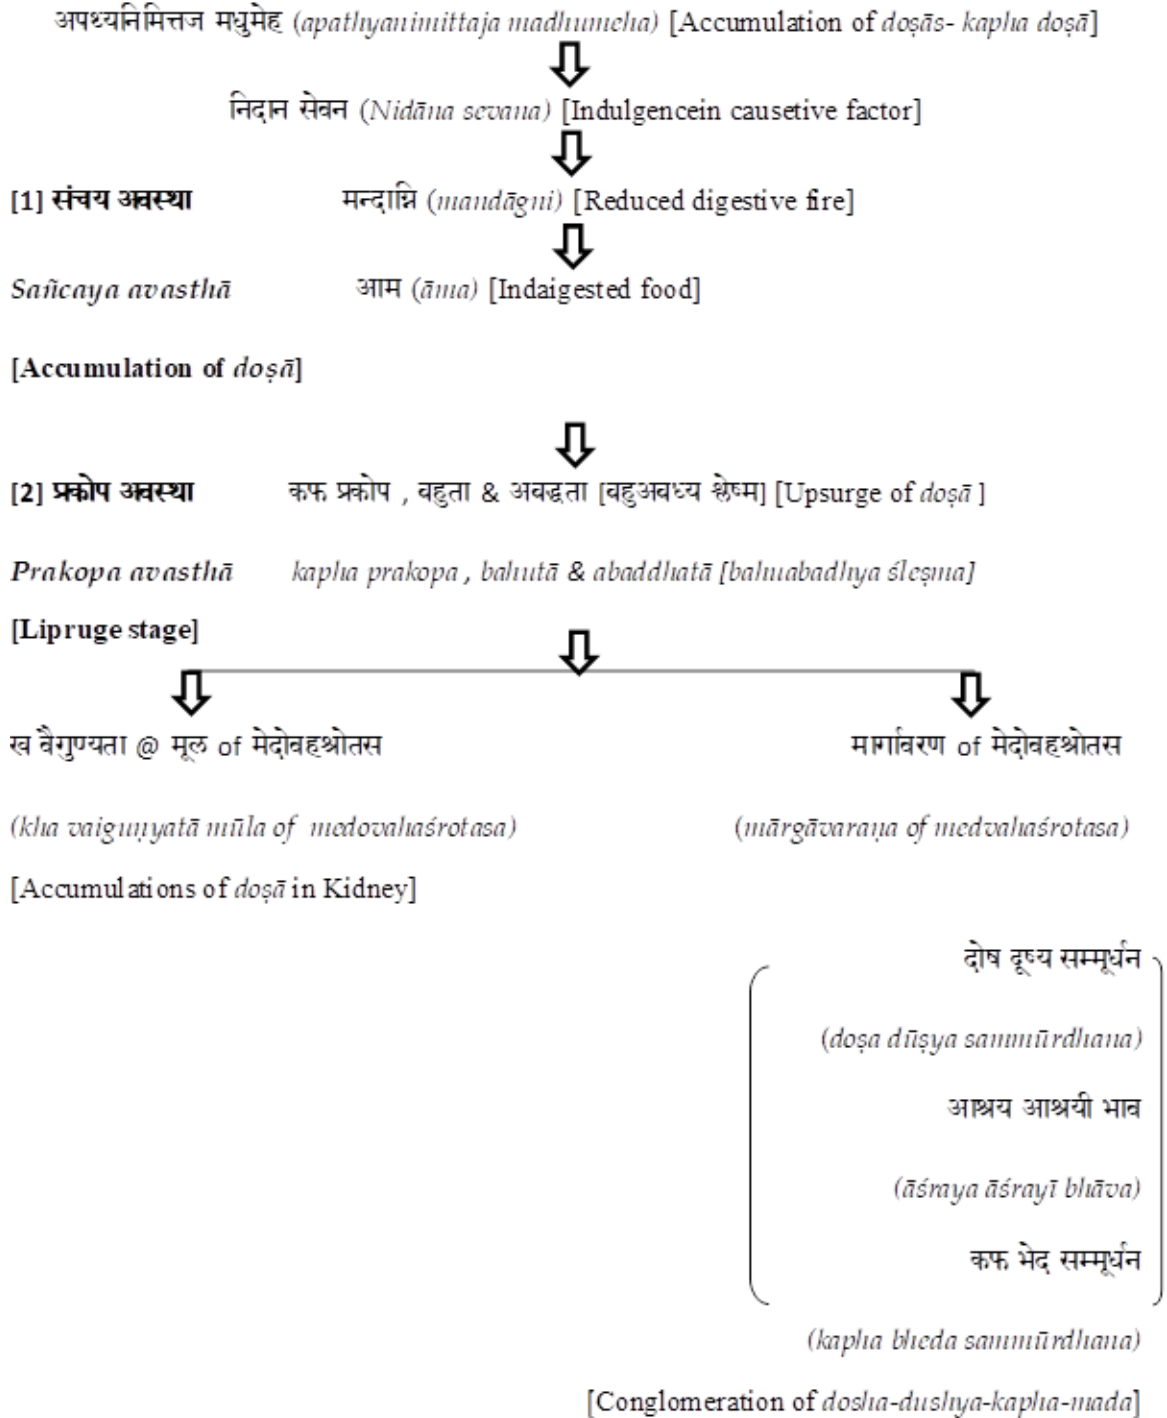 अपथ्यनिमित्तज मधुमेह (apathyanimittaja madhumeha) [Accumulation of doṣās- kapha doṣā]
निदान सेवन (Nidāna sevana) [Indulgencein causetive factor]
[1] संचय अवस्था मन्दाग्नि (mandāgni) [Reduced digestive fire]
Sañcaya avasthā आम (āma) [Indaigested food]
[Accumulation of doṣā]
[2] प्रकोप अवस्था कफ प्रकोप , वहुता & अवद्धता [वहुअवध्य श्लेष्म] [Upsurge of doṣā ]
Prakopa avasthā kapha prakopa , bahutā & abaddhatā [bahuabadhya śleṣma]
[Lipruge stage]
ख वैगुण्यता @ मूल of मेदोवहश्रोतस मार्गावरण of मेदोवहश्रोतस
(kha vaiguṇyatā mūla of medovahaśrotasa) (mārgāvaraṇa of medvahaśrotasa)
[Accumulations of doṣā in Kidney]
दोष दूष्य सम्मूर्धन
(doṣa dūṣya sammūrdhana)
आश्रय आश्रयी भाव
(āśraya āśrayī bhāva)
कफ भेद सम्मूर्धन
(kapha bheda sammūrdhana)
[Conglomeration of dosha-dushya-kapha-mada]